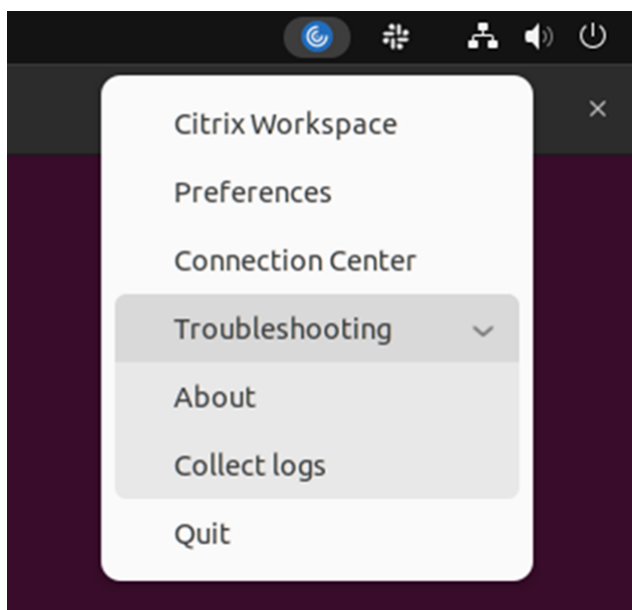 Citrix Workspace
Preferences
Connection Center
Troubleshooting
About
Collect logs
Quit